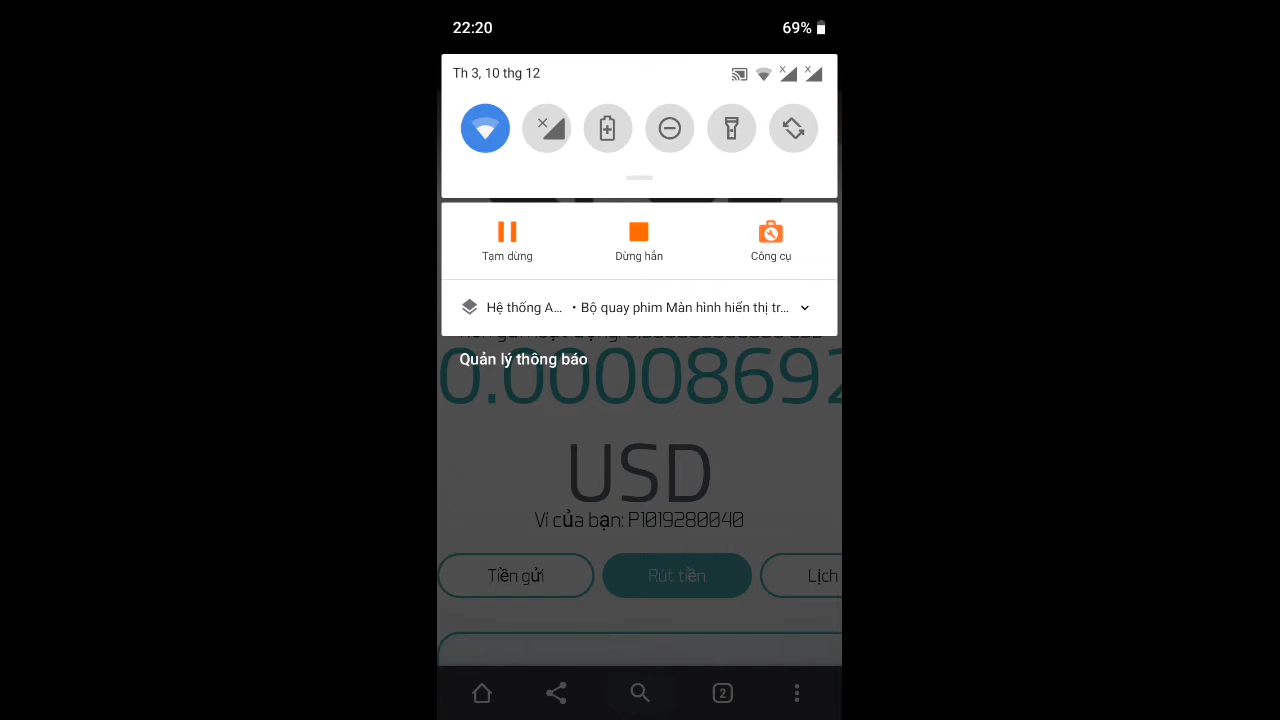 22:20
69%
Th 3, 10 thg 12
Tạm dừng
Dừng hẳn
Công cụ
Hệ thống A... • Bộ quay phim Màn hình hiển thị tr...
Quản lý thông báo
0.00008692
USD
Ví của bạn: P1019280040
Tiền gửi
Rút tiền
Lịch
2